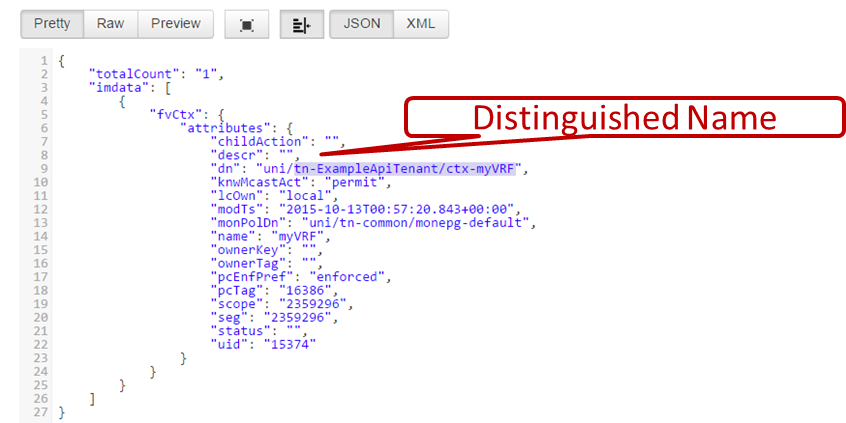 Pretty Raw Preview JSON XML
1 {
2 "totalCount": "1",
3 "imdata": [
4 {
5 "fvCtx": {
6 "attributes": {
7 "childAction": "",
8 "descr": "",
9 "dn": "uni/tn-ExampleApiTenant/ctx-myVRF",
10 "knwMcastAct": "permit",
11 "lcOwn": "local",
12 "modTs": "2015-10-13T00:57:20.843+00:00",
13 "monPolDn": "uni/tn-common/monepg-default",
14 "name": "myVRF",
15 "ownerKey": "",
16 "ownerTag": "",
17 "pcEnfPref": "enforced",
18 "pcTag": "16386",
19 "scope": "2359296",
20 "seg": "2359296",
21 "status": "",
22 "uid": "15374"
23 }
24 }
25 }
26 ]
27 }
Distinguished Name